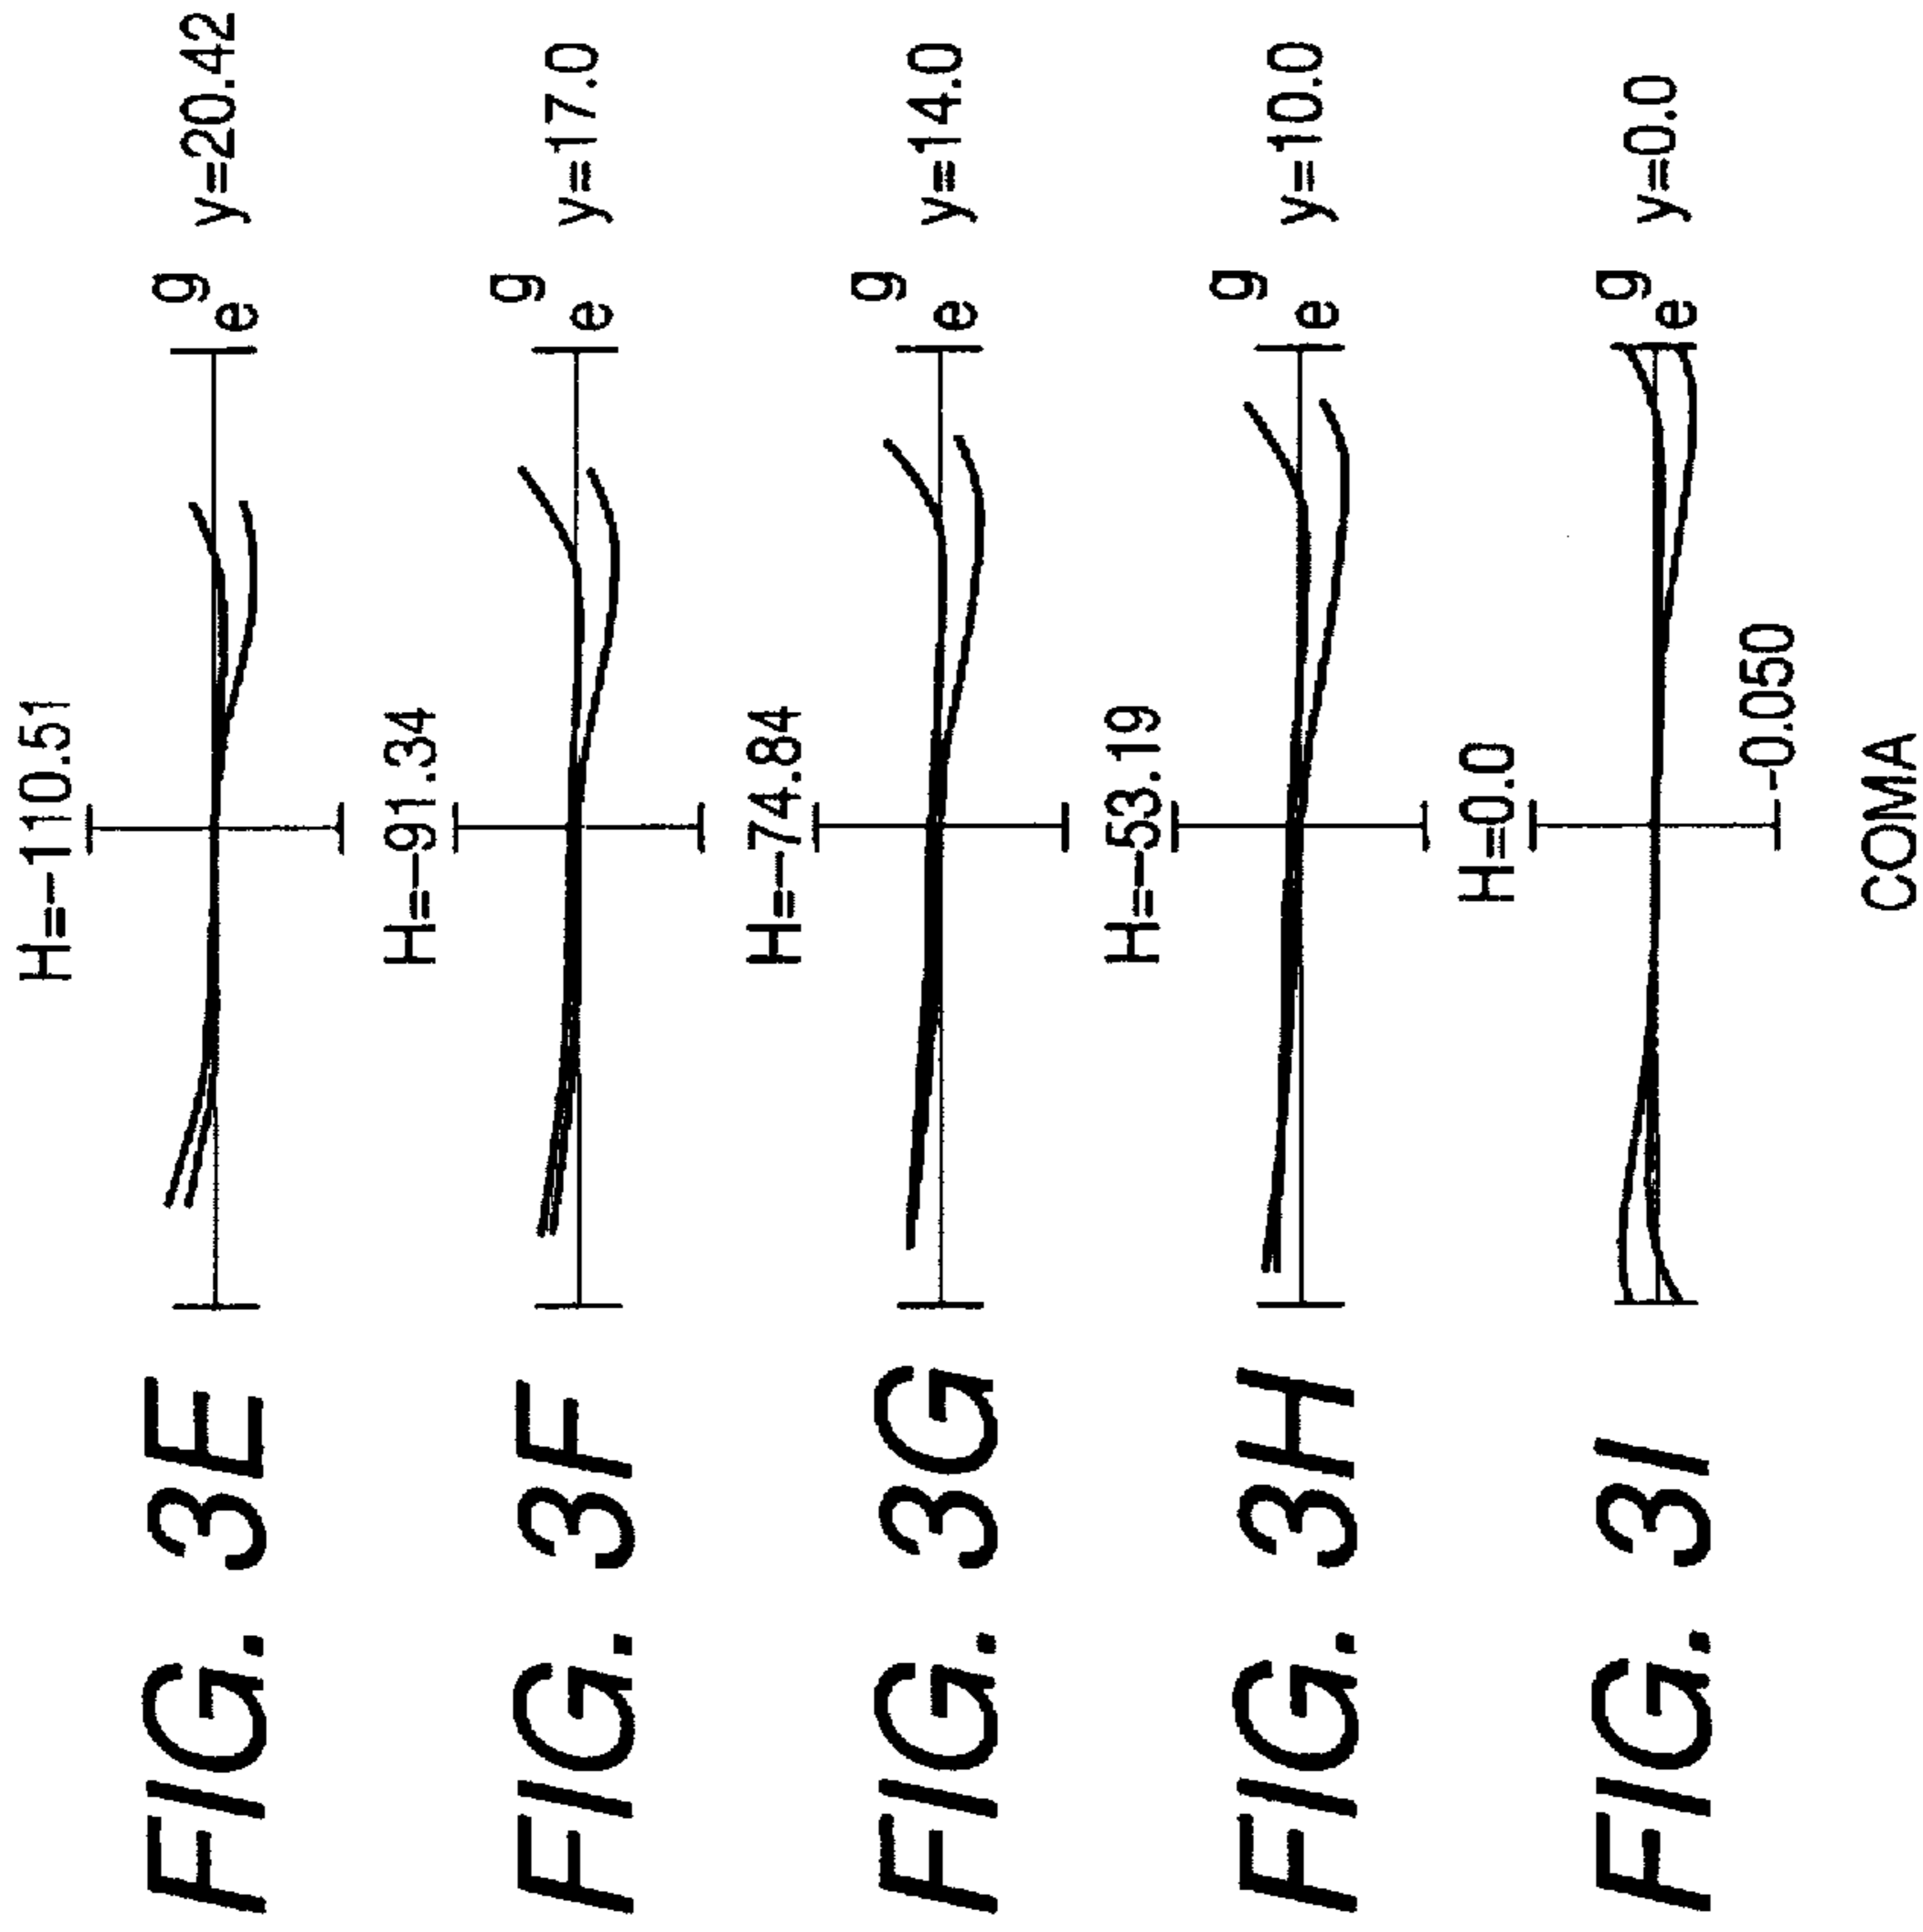 H=-110.51
FIG. 3E
g
e
y=20.42
H=-91.34
FIG. 3F
g
e
y=17.0
H=-74.84
FIG. 3G
g
e
y=14.0
H=-53.19
FIG. 3H
g
e
y=10.0
H=0.0
FIG. 3I
g
e
y=0.0
-0.050
COMA